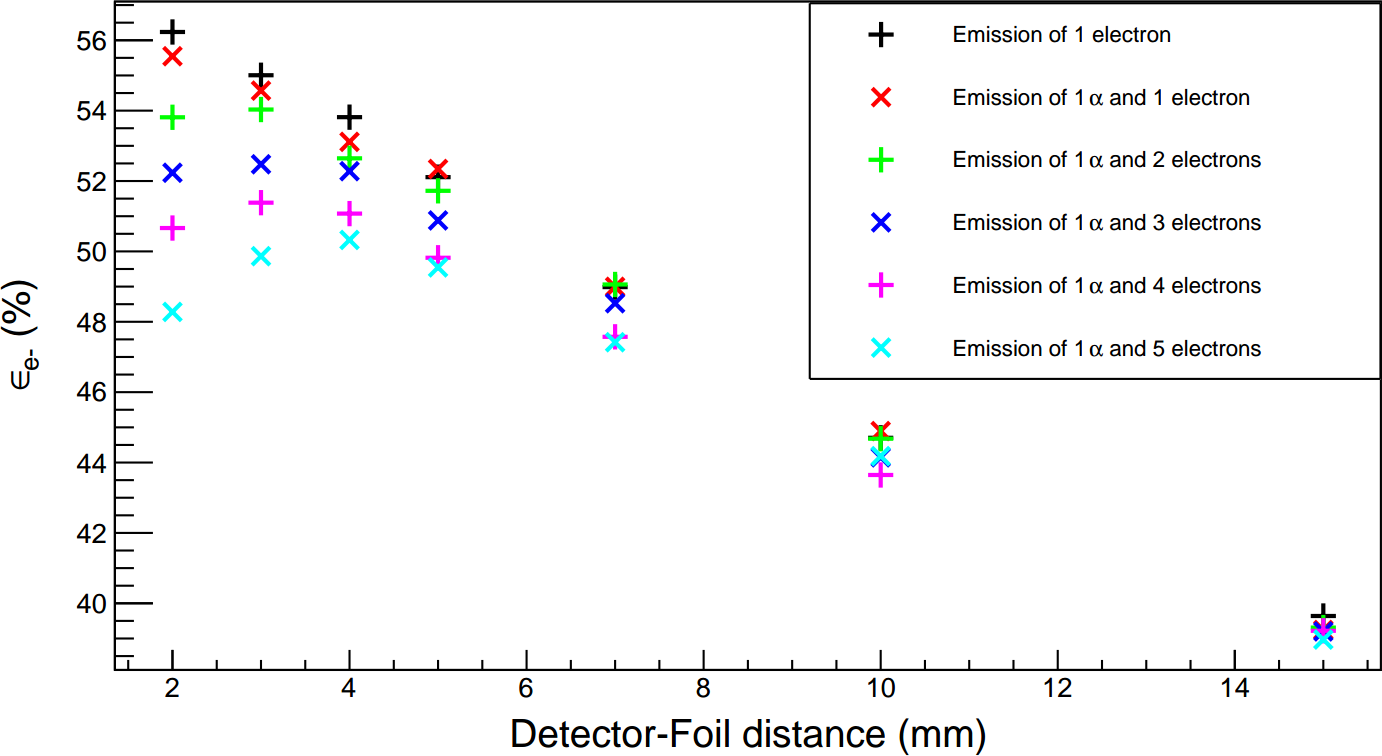 56
54
52
50
48
46
44
42
40
ϵe- (%)
2 4 6 8 10 12 14
Detector-Foil distance (mm)
Emission of 1 electron
Emission of 1 α and 1 electron
Emission of 1 α and 2 electrons
Emission of 1 α and 3 electrons
Emission of 1 α and 4 electrons
Emission of 1 α and 5 electrons